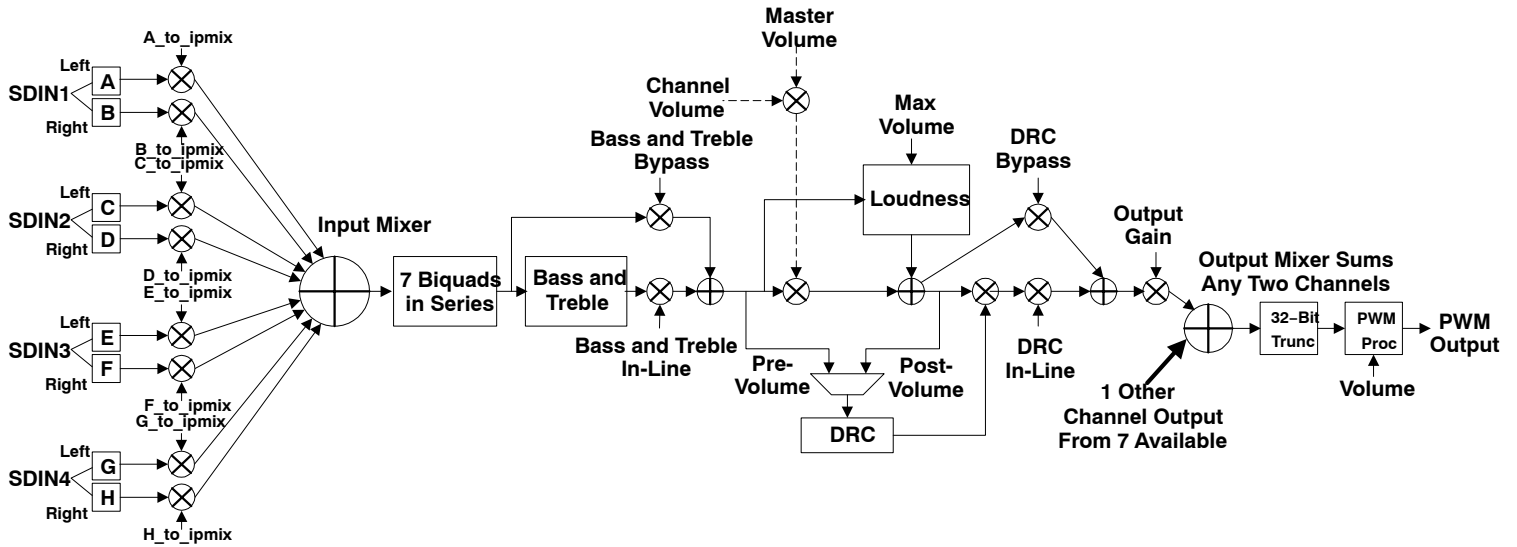 A_to_ipmix
Left
SDIN1
A
B
Right
B_to_ipmix
C_to_ipmix
Left
SDIN2
C
D
Right
D_to_ipmix
E_to_ipmix
Left
SDIN3
E
F
Right
F_to_ipmix
G_to_ipmix
Left
SDIN4
G
H
Right
H_to_ipmix
Input Mixer
7 Biquads
in Series
Bass and
Treble
Bass and Treble
Bypass
Bass and Treble
In-Line
Master
Volume
Channel
Volume
Max
Volume
Loudness
Pre-
Volume
Post-
Volume
DRC
DRC
Bypass
DRC
In-Line
Output
Gain
Output Mixer Sums
Any Two Channels
1 Other
Channel Output
From 7 Available
32–Bit
Trunc
PWM
Proc
Volume
PWM
Output